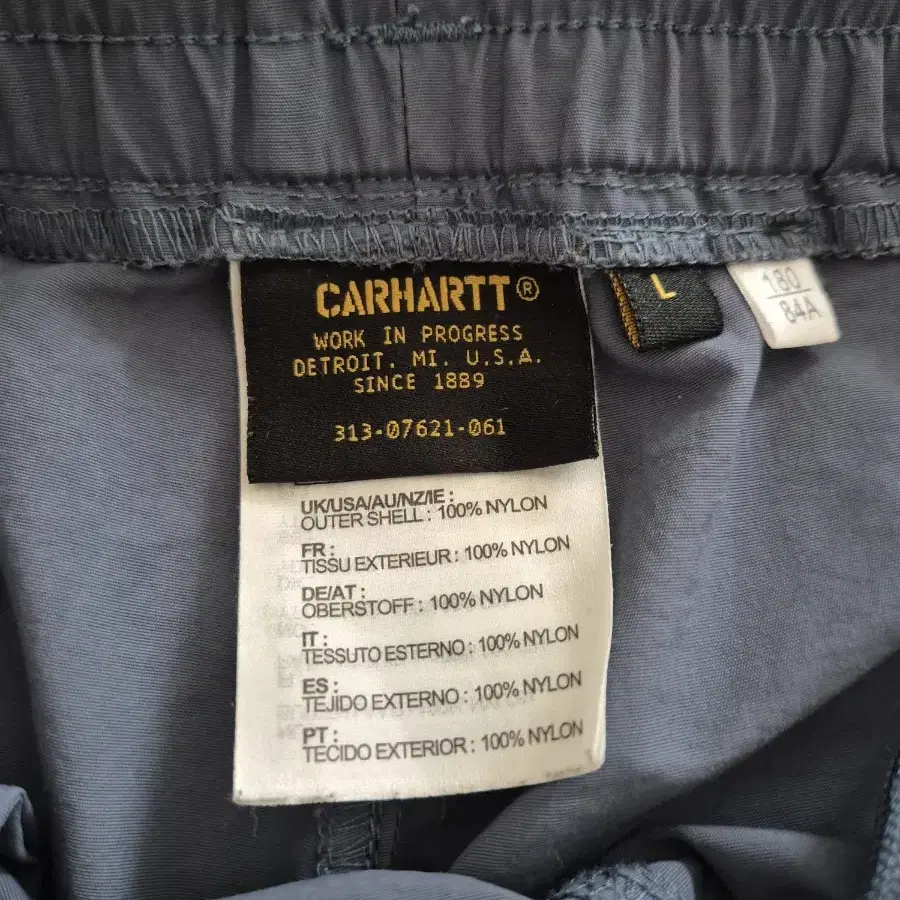 CARHARTT®
WORK IN PROGRESS
DETROIT. MI. U.S.A.
SINCE 1889
313-07621-061
L
180
84A
UK/USA/AU/NZ/IE :
OUTER SHELL : 100% NYLON
FR :
TISSU EXTERIEUR : 100% NYLON
DE/AT :
OBERSTOFF : 100% NYLON
IT :
TESSUTO ESTERNO : 100% NYLON
ES :
TEJIDO EXTERNO : 100% NYLON
PT :
TECIDO EXTERIOR : 100% NYLON